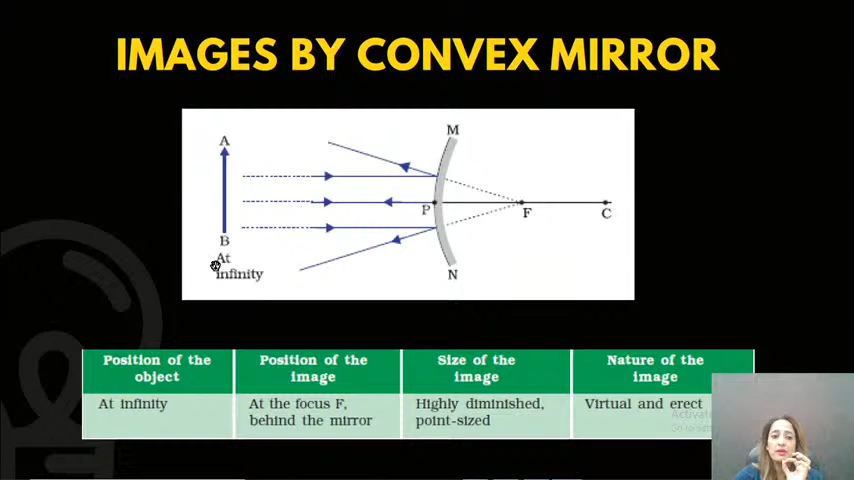 IMAGES BY CONVEX MIRROR
A
M
P
F
C
B
At
infinity
N
Position of the object
Position of the image
Size of the image
Nature of the image
At infinity
At the focus F,
behind the mirror
Highly diminished,
point-sized
Virtual and erect